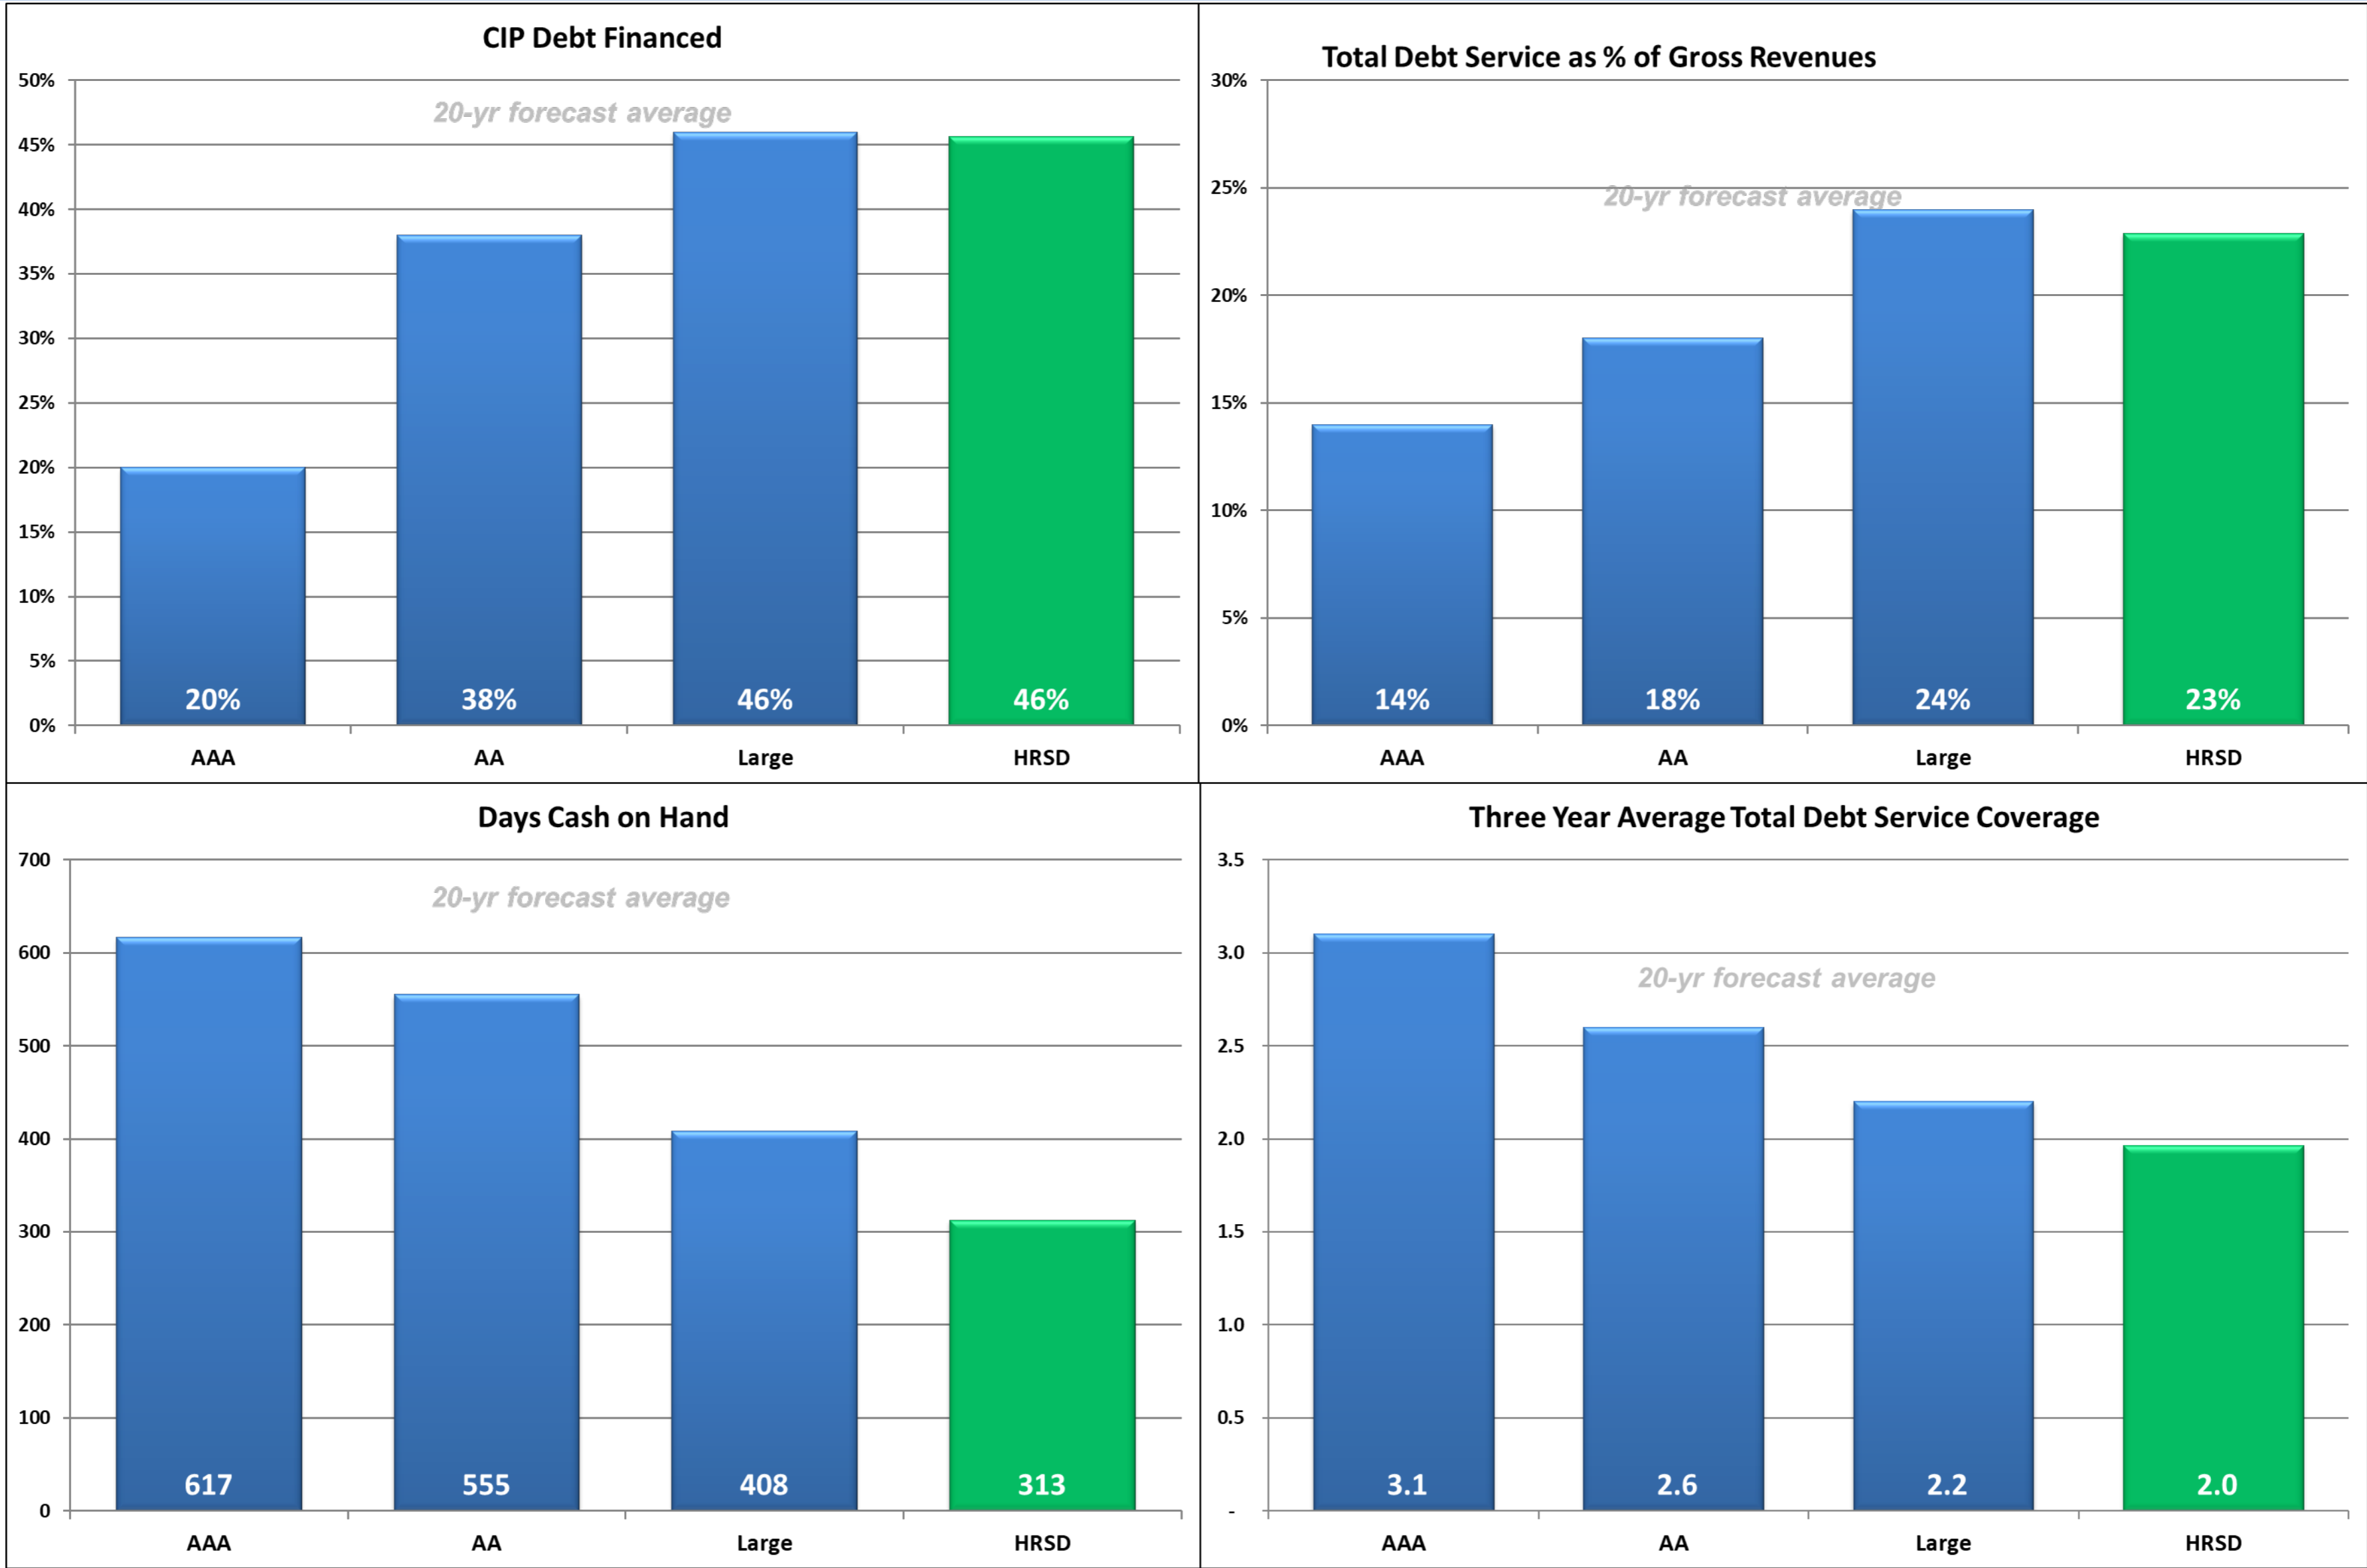 CIP Debt Financed
20-yr forecast average
50%
45%
40%
35%
30%
25%
20%
15%
10%
5%
0%
20%
38%
46%
46%
AAA
AA
Large
HRSD
Total Debt Service as % of Gross Revenues
20-yr forecast average
30%
25%
20%
15%
10%
5%
0%
14%
18%
24%
23%
AAA
AA
Large
HRSD
Days Cash on Hand
20-yr forecast average
700
600
500
400
300
200
100
0
617
555
408
313
AAA
AA
Large
HRSD
Three Year Average Total Debt Service Coverage
20-yr forecast average
3.5
3.0
2.5
2.0
1.5
1.0
0.5
-
3.1
2.6
2.2
2.0
AAA
AA
Large
HRSD